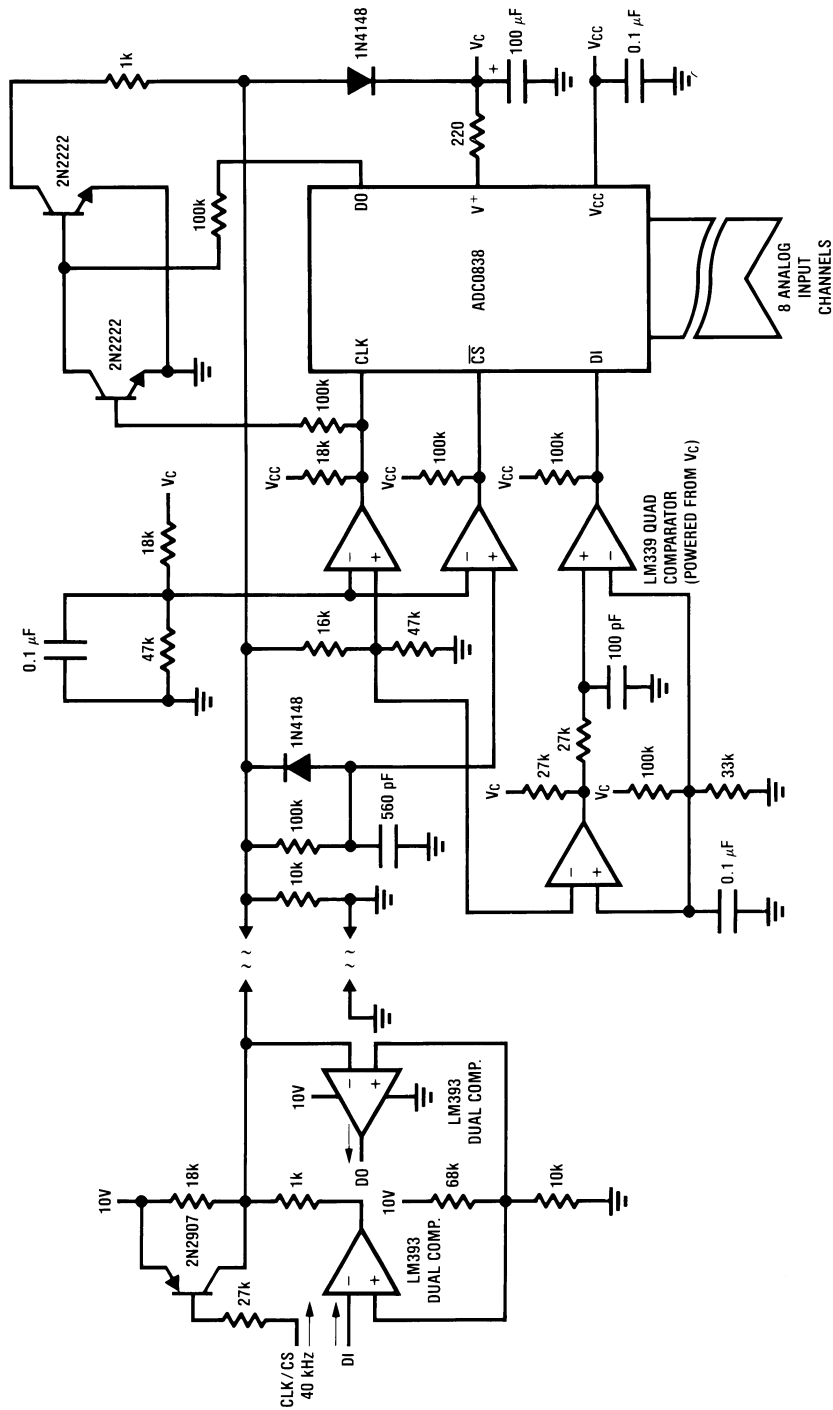 1k
2N2222
2N2222
100k
1N4148
VC
+
100 µF
220
VCC
0.1 µF
DO
V+
VCC
ADC0838
CLK
CS
DI
8 ANALOG
INPUT
CHANNELS
100k
VCC
18k
VCC
100k
VCC
100k
LM339 QUAD
COMPARATOR
(POWERED FROM VC)
VC
18k
0.1 µF
47k
−
+
−
+
+
−
16k
47k
100 pF
27k
1N4148
100k
560 pF
10k
VC
27k
VC
100k
33k
−
+
0.1 µF
~ ~
~ ~
10V
18k
2N2907
27k
CLK/CS
40 kHz
1k
DI
−
+
LM393
DUAL COMP.
10V
−
+
DO
LM393
DUAL COMP.
10V
68k
10k